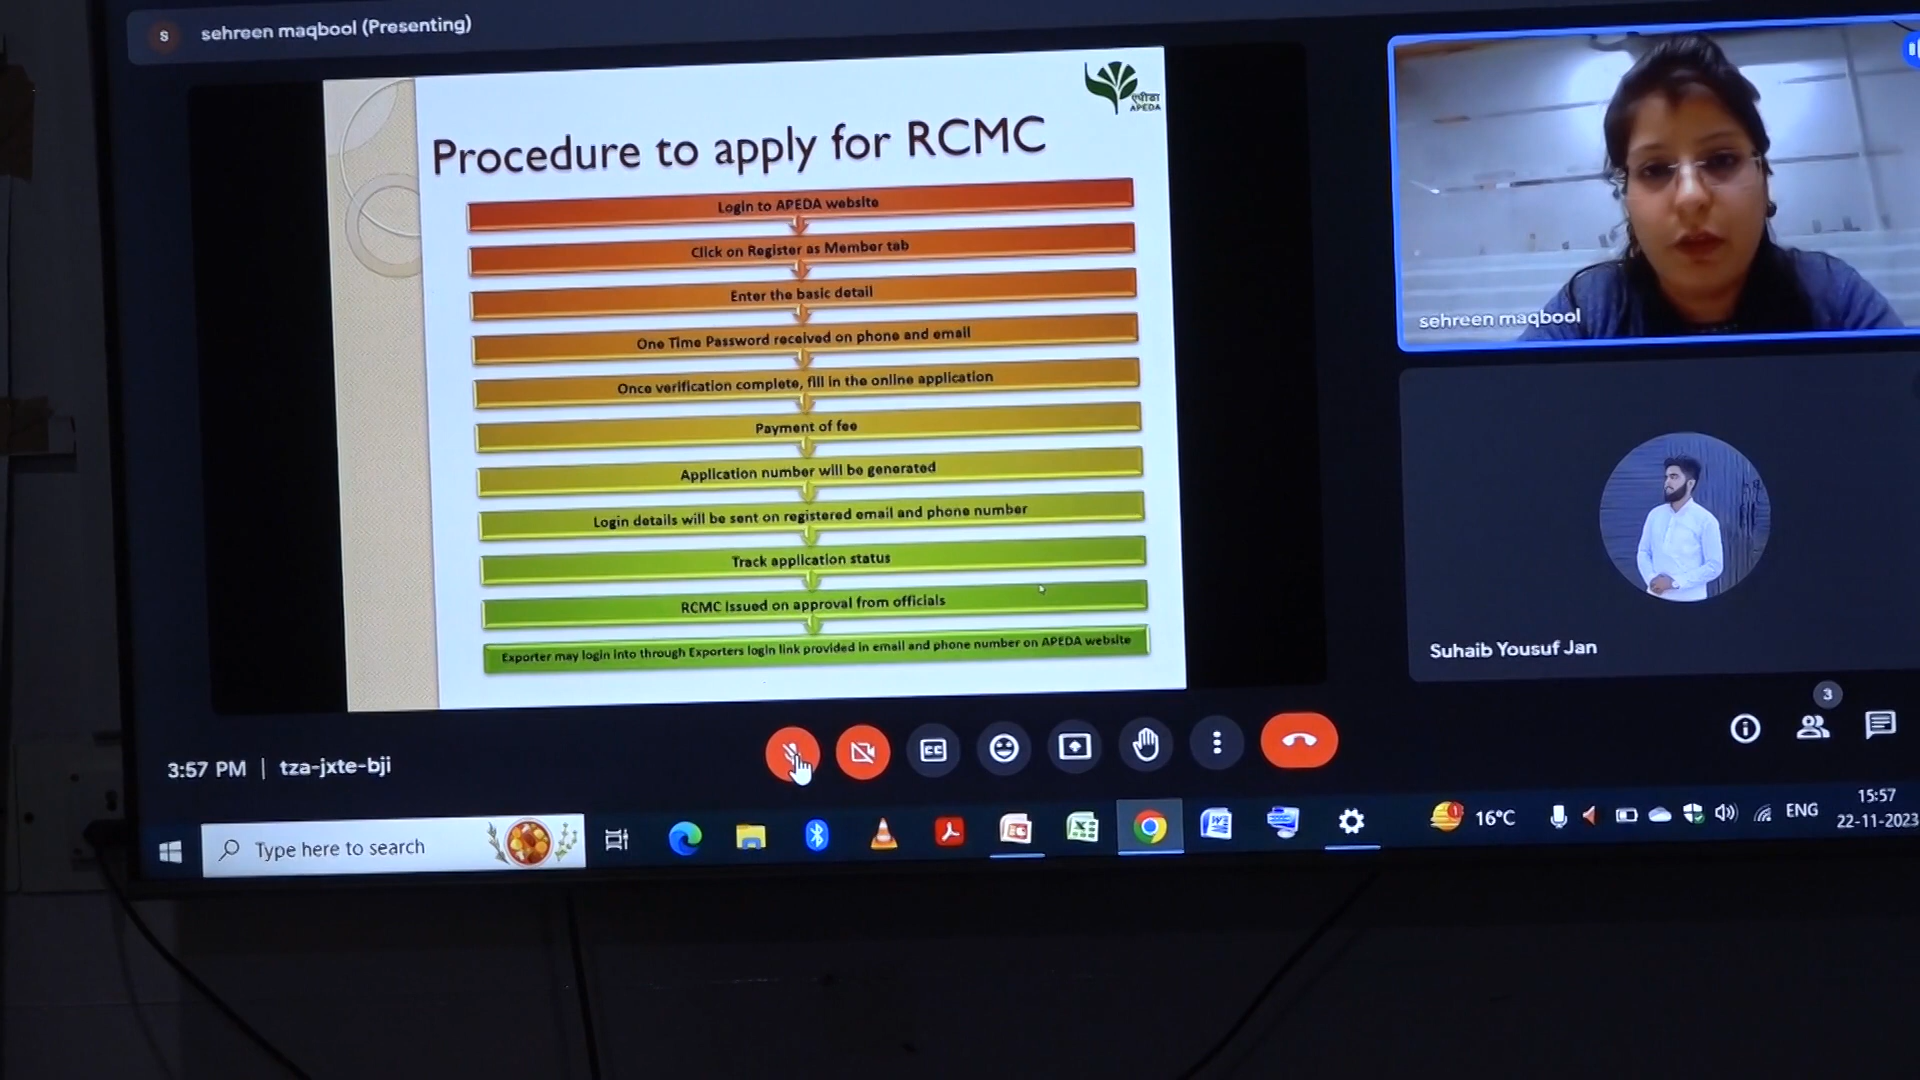 S
sehreen maqbool (Presenting)
एपीडा
APEDA
Procedure to apply for RCMC
Login to APEDA website
Click on Register as Member tab
Enter the basic detail
One Time Password received on phone and email
Once verification complete, fill in the online application
Payment of fee
Application number will be generated
Login details will be sent on registered email and phone number
Track application status
RCMC issued on approval from officials
Exporter may login into through Exporters login link provided in email and phone number on APEDA website
sehreen maqbool
Suhaib Yousuf Jan
3
3:57 PM | tza-jxte-bji
CC
Type here to search
1
16°C
ENG
15:57
22-11-2023